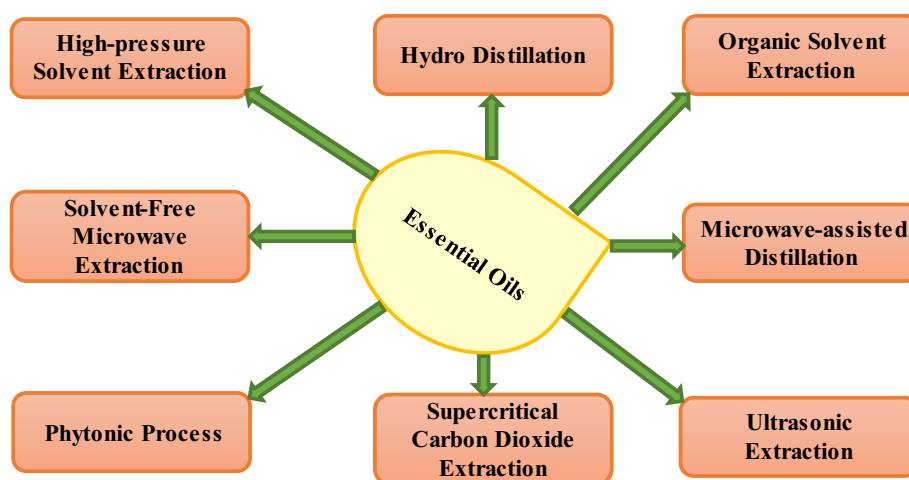 High-pressure
Solvent Extraction
Hydro Distillation
Organic Solvent
Extraction
Solvent-Free
Microwave
Extraction
Essential Oils
Microwave-assisted
Distillation
Phytonic Process
Supercritical
Carbon Dioxide
Extraction
Ultrasonic
Extraction